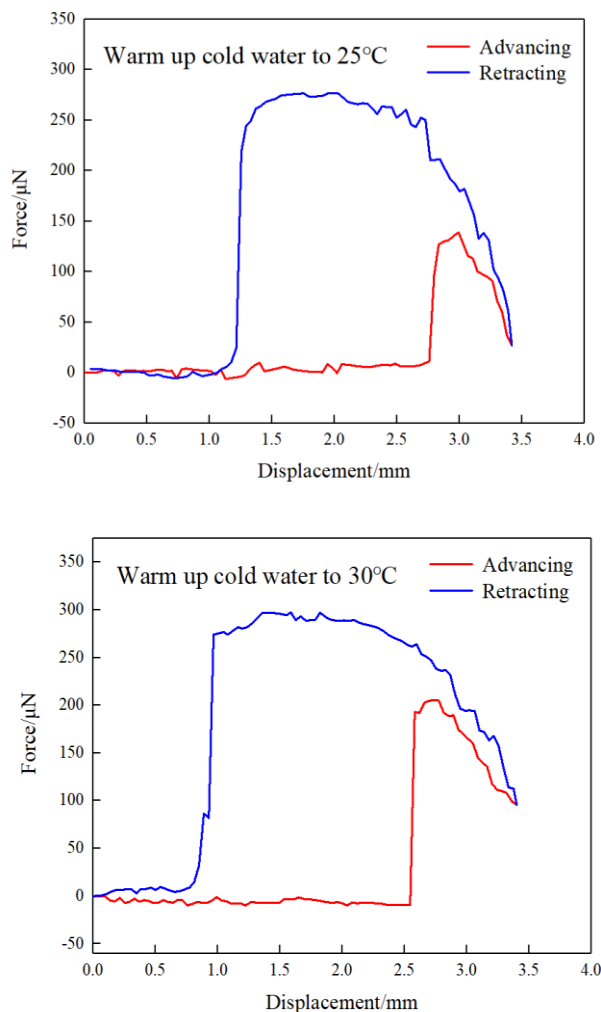 350
Warm up cold water to 25°C
Advancing
Retracting
300
250
200
150
100
50
0
-50
Force/μN
0.0 0.5 1.0 1.5 2.0 2.5 3.0 3.5 4.0
Displacement/mm
350
Warm up cold water to 30°C
Advancing
Retracting
300
250
200
150
100
50
0
-50
Force/μN
0.0 0.5 1.0 1.5 2.0 2.5 3.0 3.5 4.0
Displacement/mm